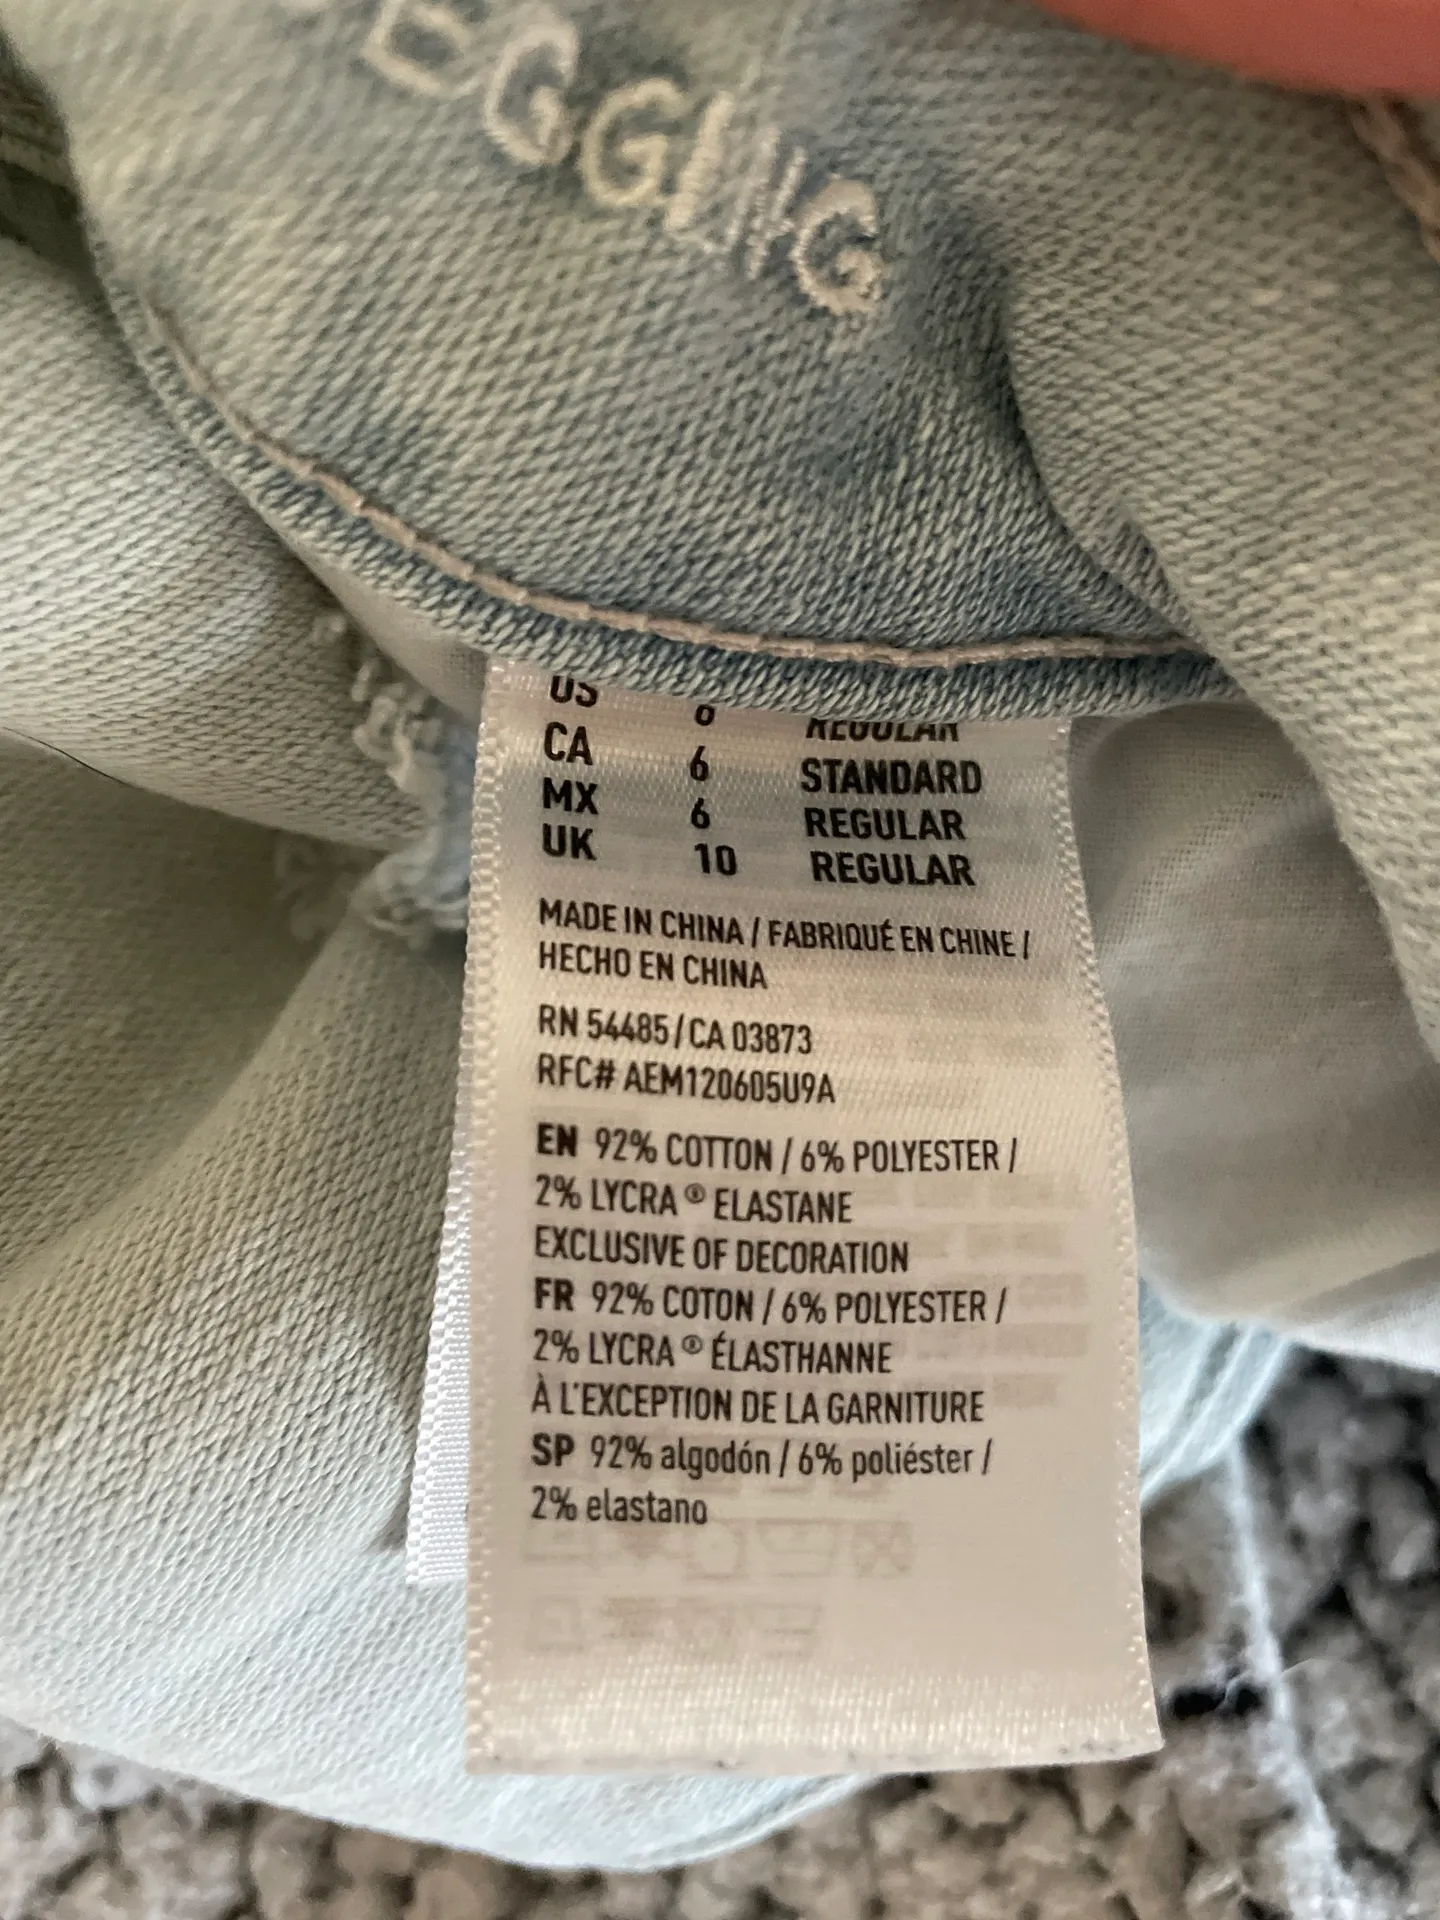 EGGING
US REGULAR
CA 6 STANDARD
MX 6 REGULAR
UK 10 REGULAR
MADE IN CHINA / FABRIQUÉ EN CHINE /
HECHO EN CHINA
RN 54485 / CA 03873
RFC# AEM120605U9A
EN 92% COTTON / 6% POLYESTER /
2% LYCRA ® ELASTANE
EXCLUSIVE OF DECORATION
FR 92% COTON / 6% POLYESTER /
2% LYCRA ® ÉLASTHANNE
À L'EXCEPTION DE LA GARNITURE
SP 92% algodón / 6% poliéster /
2% elastano